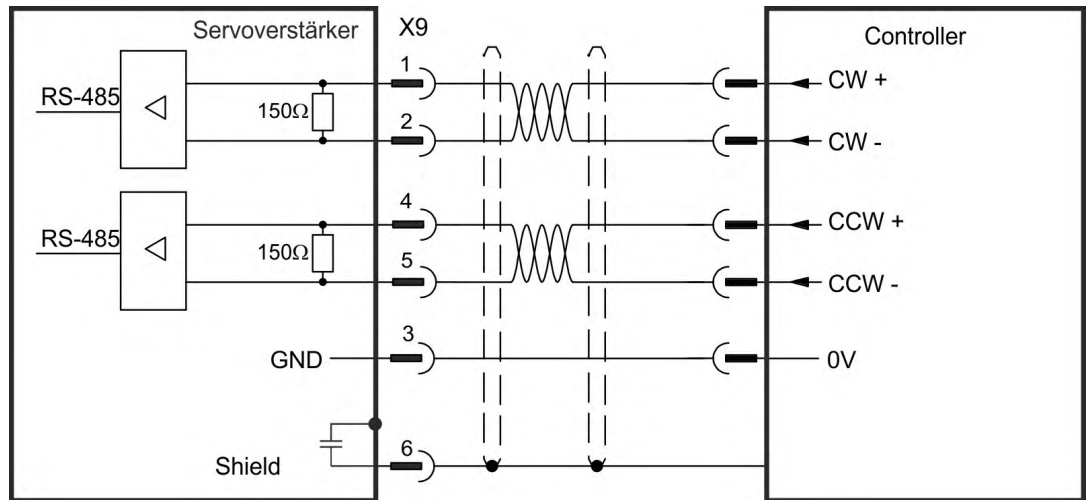 Servoverstärker
X9
Controller
1
CW +
RS-485
150Ω
2
CW -
4
CCW +
RS-485
150Ω
5
CCW -
3
GND
0V
6
Shield